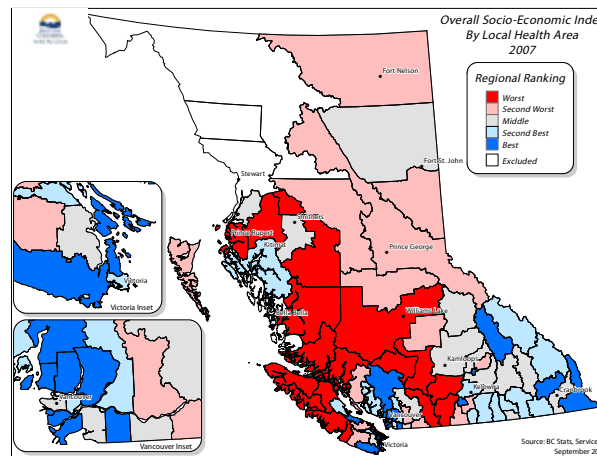 Overall Socio-Economic Inde
By Local Health Area
2007
Regional Ranking
Worst
Second Worst
Middle
Second Best
Best
Excluded
Fort Nelson
Fort St. John
Stewart
Smithers
Prince Rupert
Kitimat
Prince George
Bella Bella
Williams Lake
Kamloops
Kelowna
Cranbrook
Vancouver
Victoria
Victoria
Victoria Inset
Vancouver
Vancouver Inset
Source: BC Stats, Service
September 20